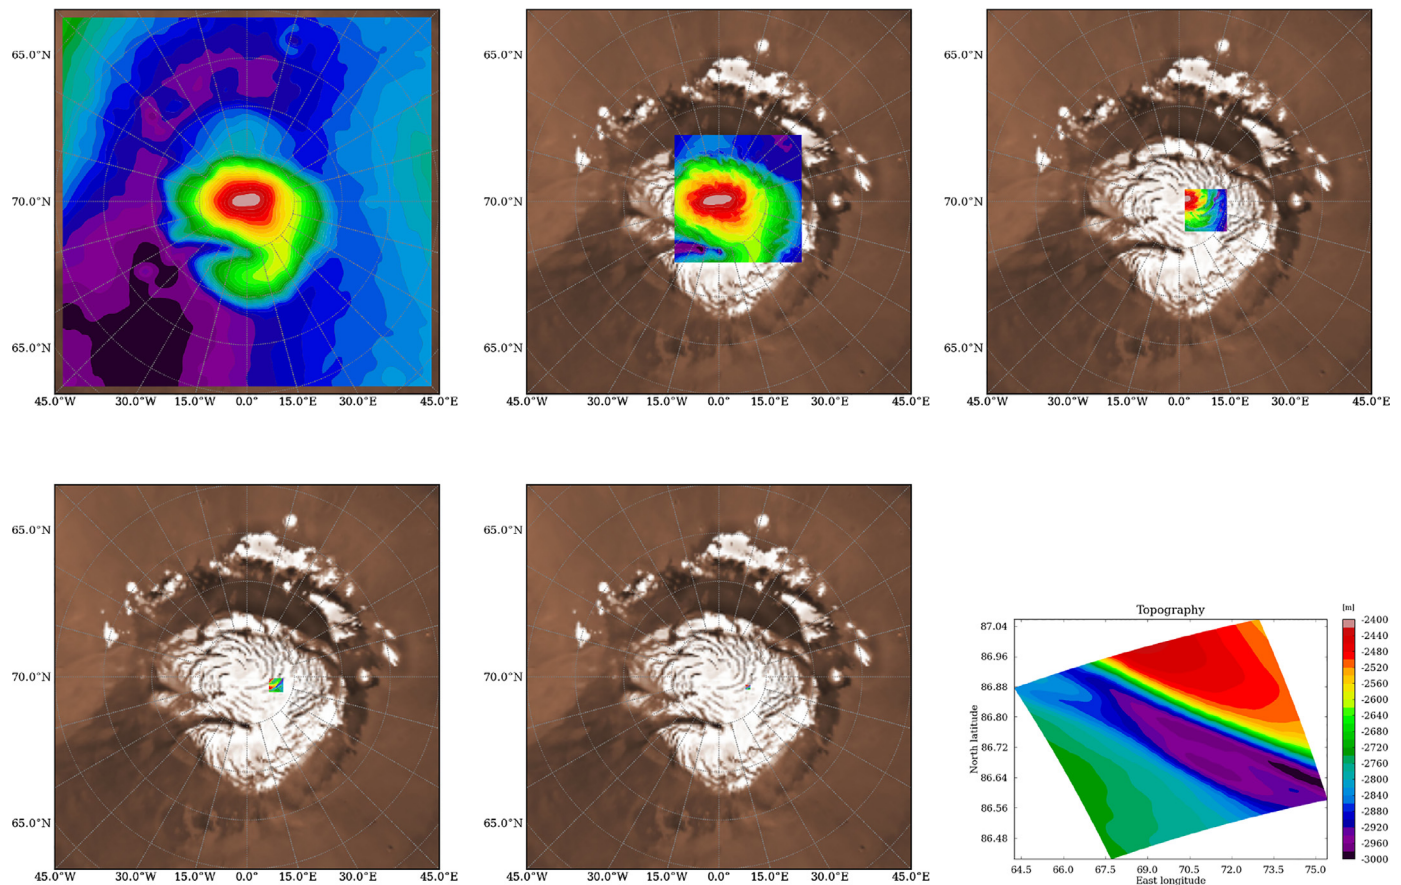 65.0°N 65.0°N 65.0°N
70.0°N 70.0°N 70.0°N
65.0°N 65.0°N 65.0°N
45.0°W 30.0°W 15.0°W 0.0° 15.0°E 30.0°E 45.0°E 45.0°W 30.0°W 15.0°W 0.0° 15.0°E 30.0°E 45.0°E 45.0°W 30.0°W 15.0°W 0.0° 15.0°E 30.0°E 45.0°E
65.0°N 65.0°N
70.0°N 70.0°N
65.0°N 65.0°N
45.0°W 30.0°W 15.0°W 0.0° 15.0°E 30.0°E 45.0°E 45.0°W 30.0°W 15.0°W 0.0° 15.0°E 30.0°E 45.0°E
Topography
[m]
North latitude
87.04
86.96
86.88
86.80
86.72
86.64
86.56
86.48
64.5 66.0 67.5 69.0 70.5 72.0 73.5 75.0
East longitude
-2400
-2440
-2480
-2520
-2560
-2600
-2640
-2680
-2720
-2760
-2800
-2840
-2880
-2920
-2960
-3000